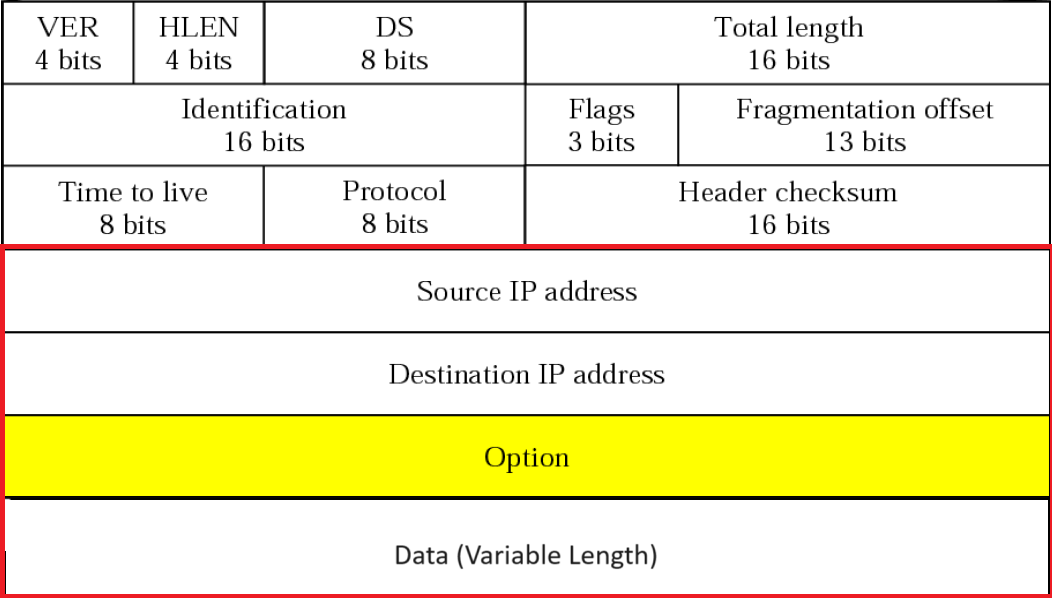 VER
4 bits
HLEN
4 bits
DS
8 bits
Total length
16 bits
Identification
16 bits
Flags
3 bits
Fragmentation offset
13 bits
Time to live
8 bits
Protocol
8 bits
Header checksum
16 bits
Source IP address
Destination IP address
Option
Data (Variable Length)